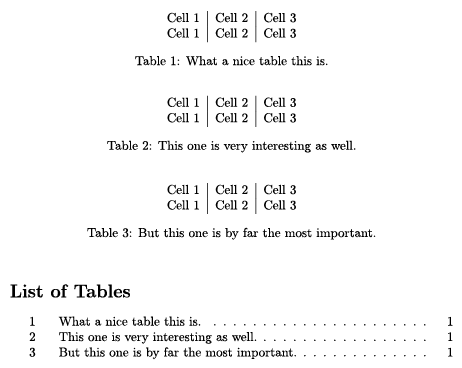 Cell 1 Cell 2 Cell 3
Cell 1 Cell 2 Cell 3
Table 1: What a nice table this is.
Cell 1 Cell 2 Cell 3
Cell 1 Cell 2 Cell 3
Table 2: This one is very interesting as well.
Cell 1 Cell 2 Cell 3
Cell 1 Cell 2 Cell 3
Table 3: But this one is by far the most important.
List of Tables
1 What a nice table this is. . . . . . . . . . . . . . . . . . . . . . . 1
2 This one is very interesting as well. . . . . . . . . . . . . . . . . . 1
3 But this one is by far the most important. . . . . . . . . . . . . . 1